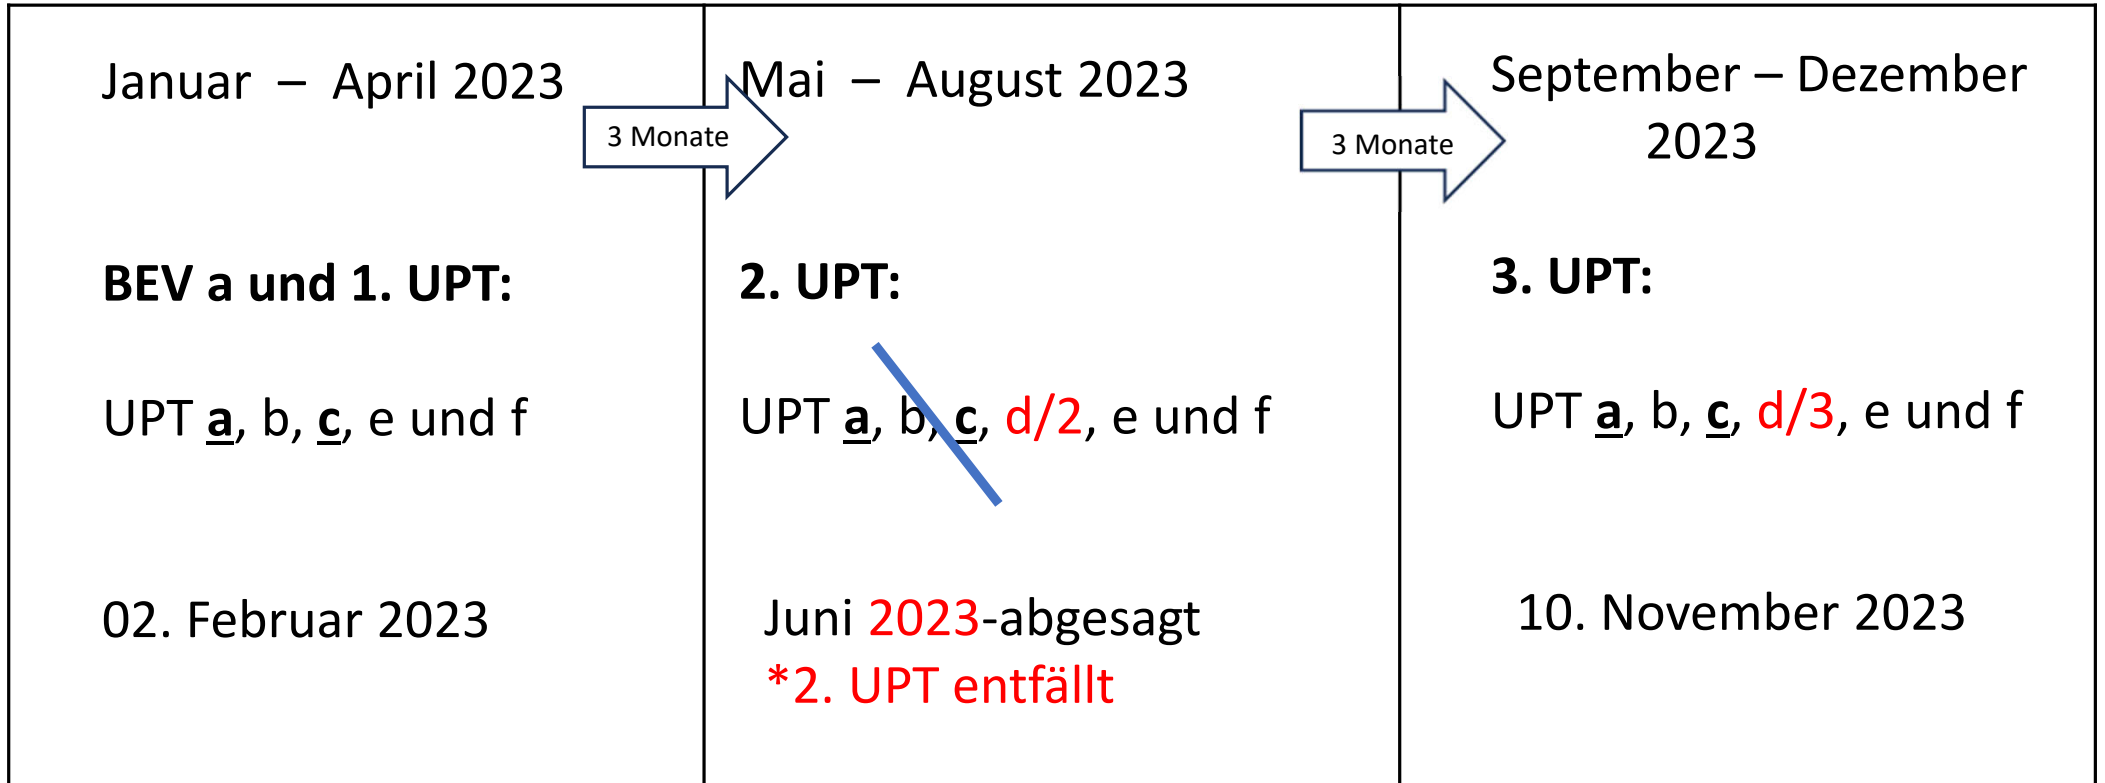 Januar – April 2023
3 Monate
BEV a und 1. UPT:
UPT a, b, c, e und f
02. Februar 2023
Mai – August 2023
3 Monate
2. UPT:
UPT a, b, c, d/2, e und f
Juni 2023-abgesagt
*2. UPT entfällt
September – Dezember
2023
3. UPT:
UPT a, b, c, d/3, e und f
10. November 2023